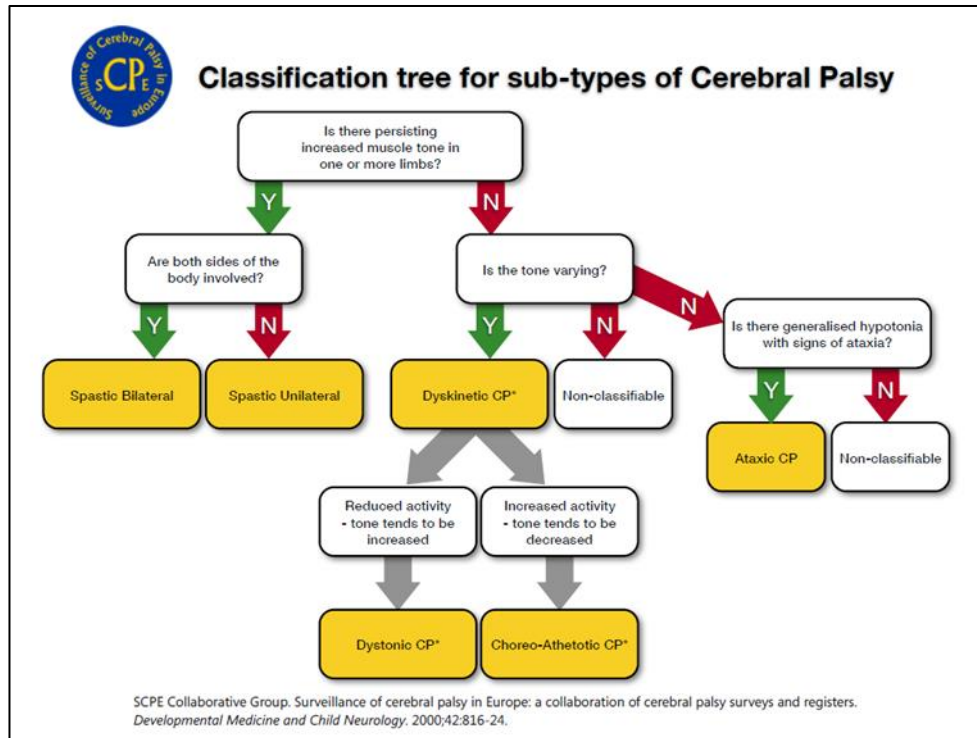 Surveillance of Cerebral Palsy in Europe
SCPE
Classification tree for sub-types of Cerebral Palsy
Is there persisting
increased muscle tone in
one or more limbs?
Y
N
Are both sides of the
body involved?
Is the tone varying?
N
Is there generalised hypotonia
with signs of ataxia?
Y
N
Y
N
Spastic Bilateral
Spastic Unilateral
Dyskinetic CP*
Non-classifiable
Y
N
Ataxic CP
Non-classifiable
Reduced activity
- tone tends to be
increased
Increased activity
- tone tends to be
decreased
Dystonic CP*
Choreo-Athetotic CP*
SCPE Collaborative Group. Surveillance of cerebral palsy in Europe: a collaboration of cerebral palsy surveys and registers.
Developmental Medicine and Child Neurology. 2000;42:816-24.